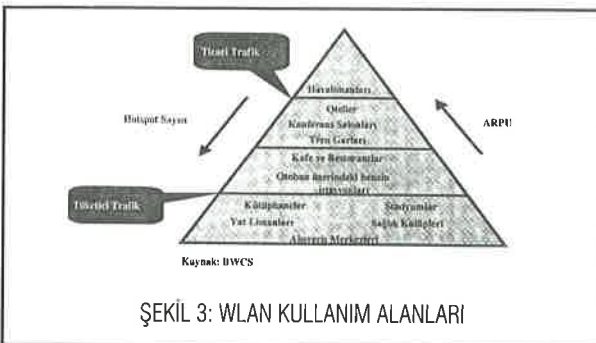 Ticari Trafik
Havalimanları
Oteller
Hotspot Sayısı
Konferans Salonları
ARPU
Tren Garları
Kafe ve Restoranlar
Otoban üzerindeki benzin
istasyonları
Tüketici Trafik
Kütüphaneler Stadyumlar
Yat Limanları Sağlık Kulüpleri
Alışveriş Merkezleri
Kaynak: BWCS
ŞEKİL 3: WLAN KULLANIM ALANLARI